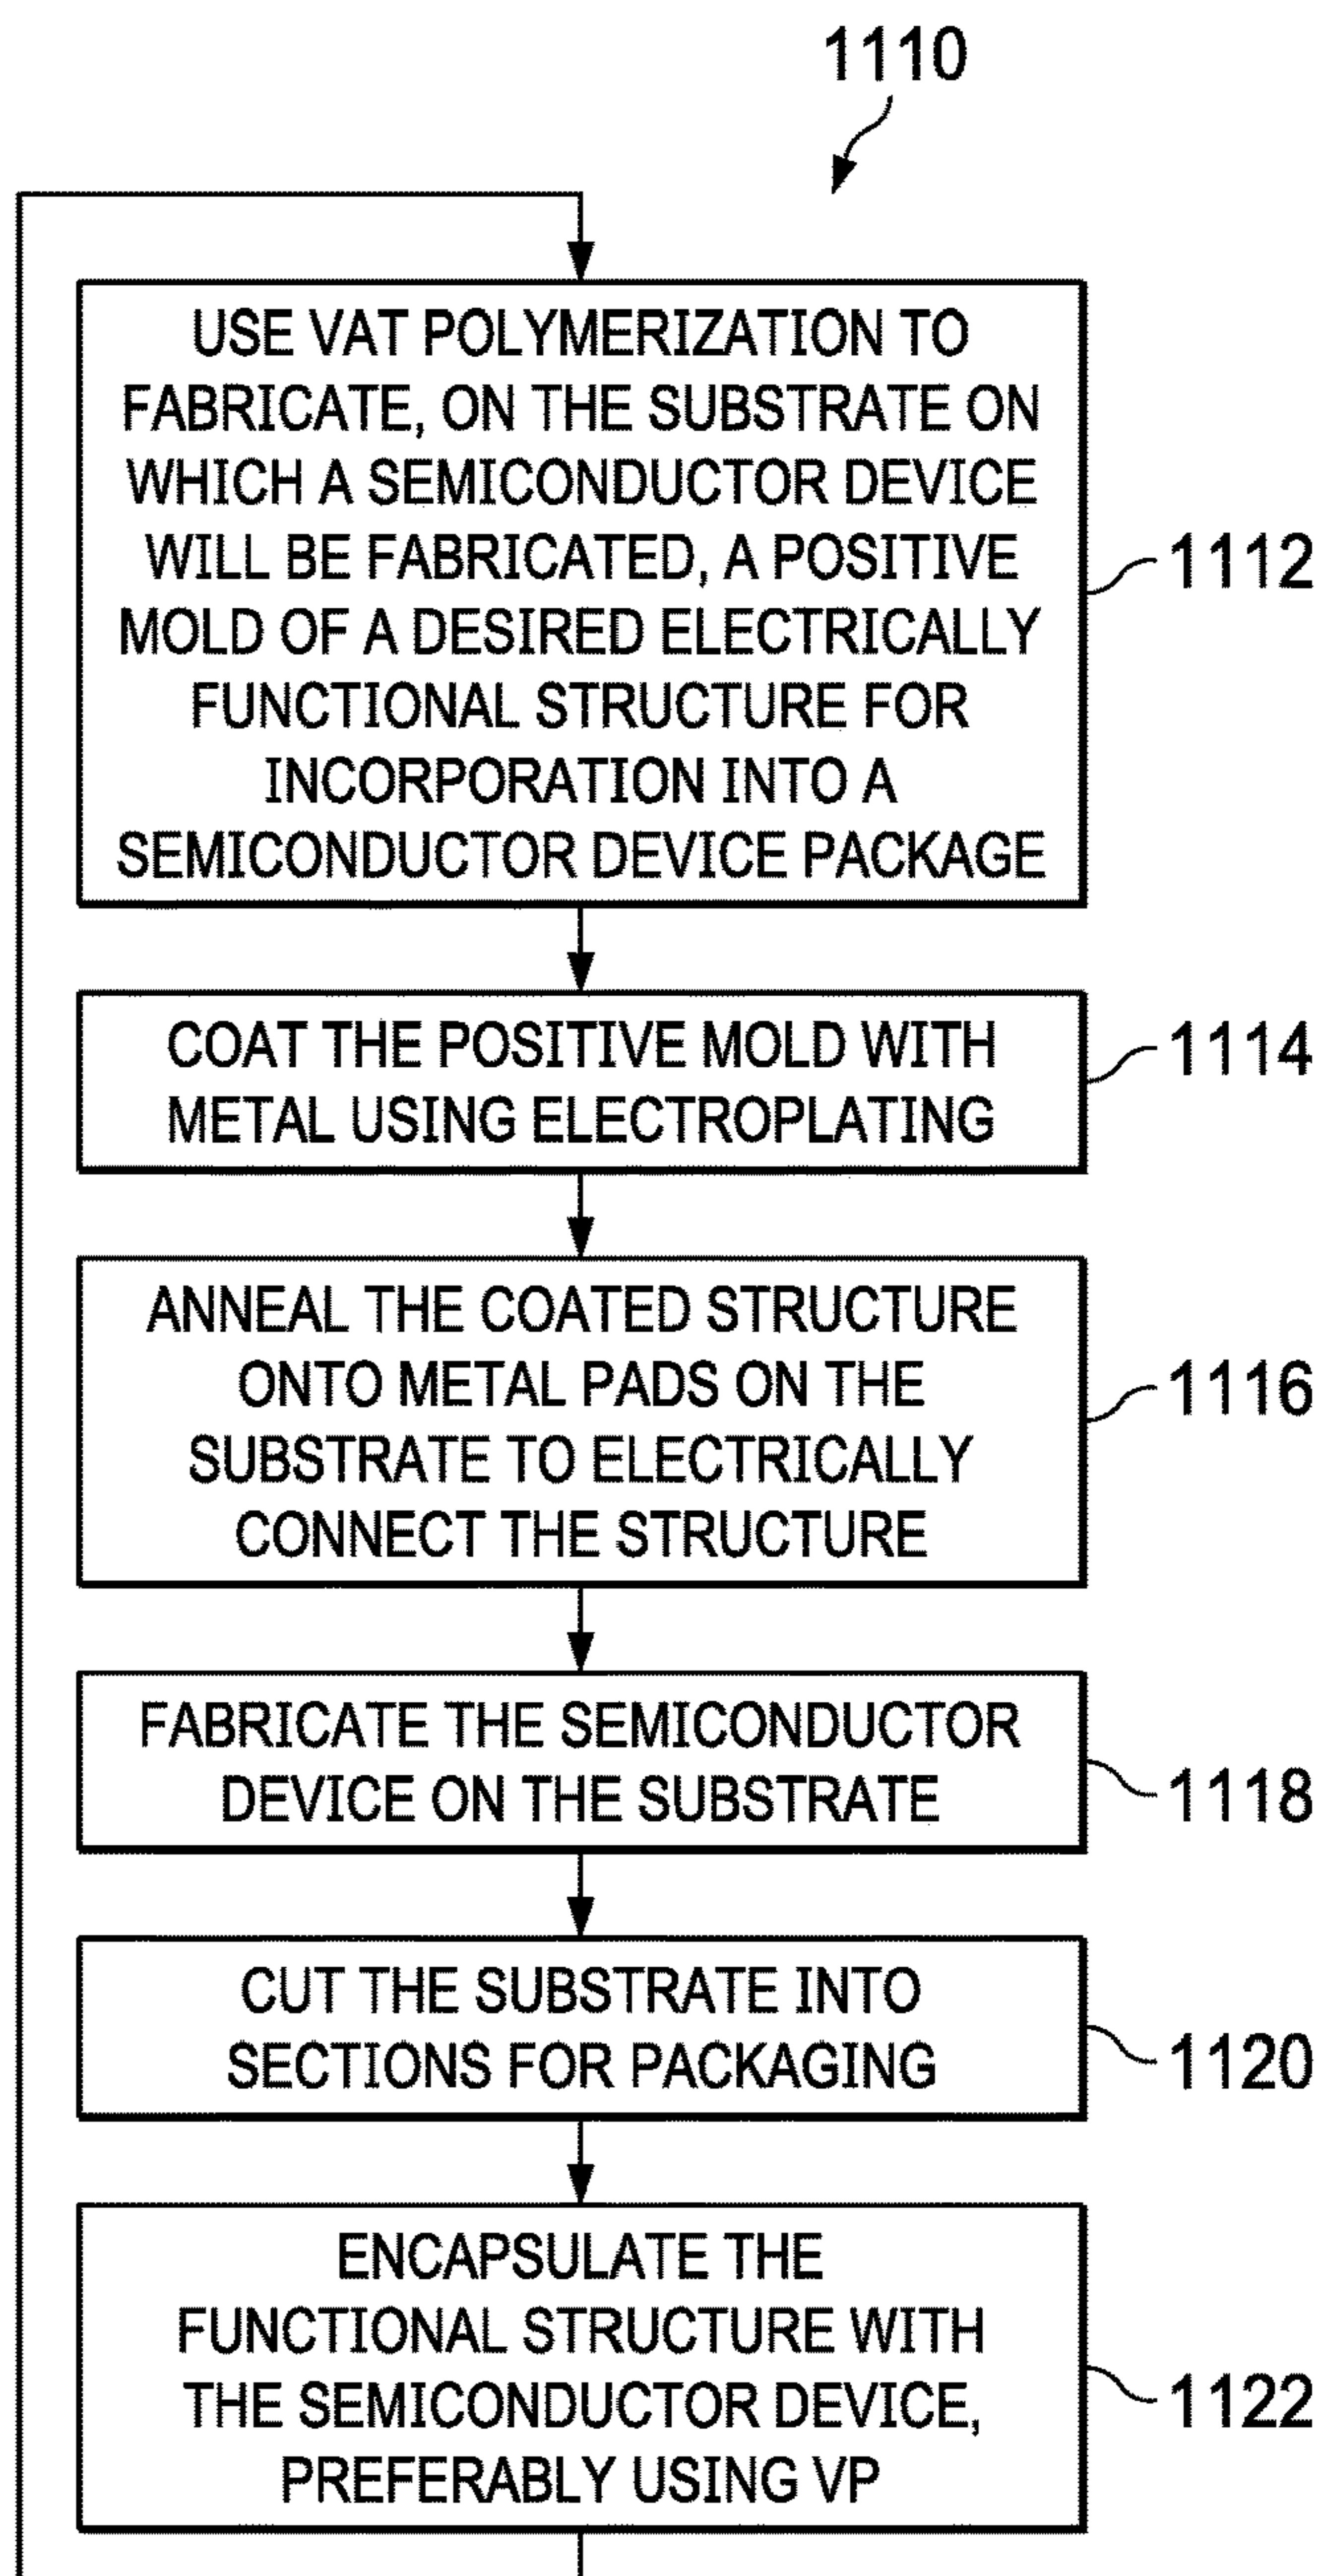 1110
USE VAT POLYMERIZATION TO
FABRICATE, ON THE SUBSTRATE ON
WHICH A SEMICONDUCTOR DEVICE
WILL BE FABRICATED, A POSITIVE
MOLD OF A DESIRED ELECTRICALLY
FUNCTIONAL STRUCTURE FOR
INCORPORATION INTO A
SEMICONDUCTOR DEVICE PACKAGE
1112
COAT THE POSITIVE MOLD WITH
METAL USING ELECTROPLATING
1114
ANNEAL THE COATED STRUCTURE
ONTO METAL PADS ON THE
SUBSTRATE TO ELECTRICALLY
CONNECT THE STRUCTURE
1116
FABRICATE THE SEMICONDUCTOR
DEVICE ON THE SUBSTRATE
1118
CUT THE SUBSTRATE INTO
SECTIONS FOR PACKAGING
1120
ENCAPSULATE THE
FUNCTIONAL STRUCTURE WITH
THE SEMICONDUCTOR DEVICE,
PREFERABLY USING VP
1122